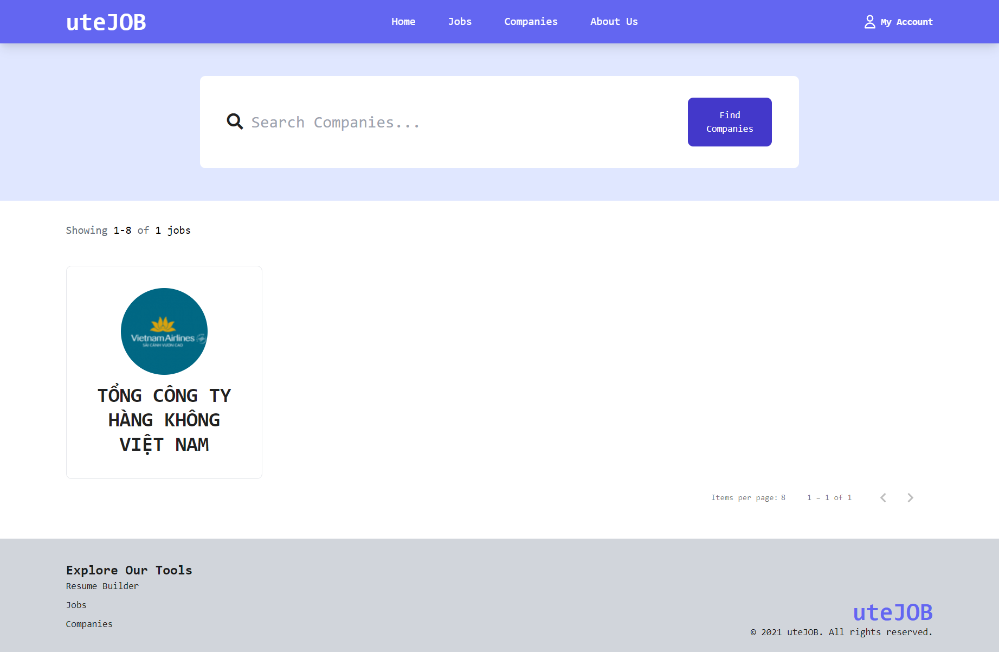 uteJOB
Home
Jobs
Companies
About Us
My Account
Search Companies...
Find
Companies
Showing 1-8 of 1 jobs
Vietnam Airlines
SẢI CÁNH VƯƠN CAO
TỔNG CÔNG TY
HÀNG KHÔNG
VIỆT NAM
Items per page: 8
1 – 1 of 1
Explore Our Tools
Resume Builder
Jobs
Companies
uteJOB
© 2021 uteJOB. All rights reserved.